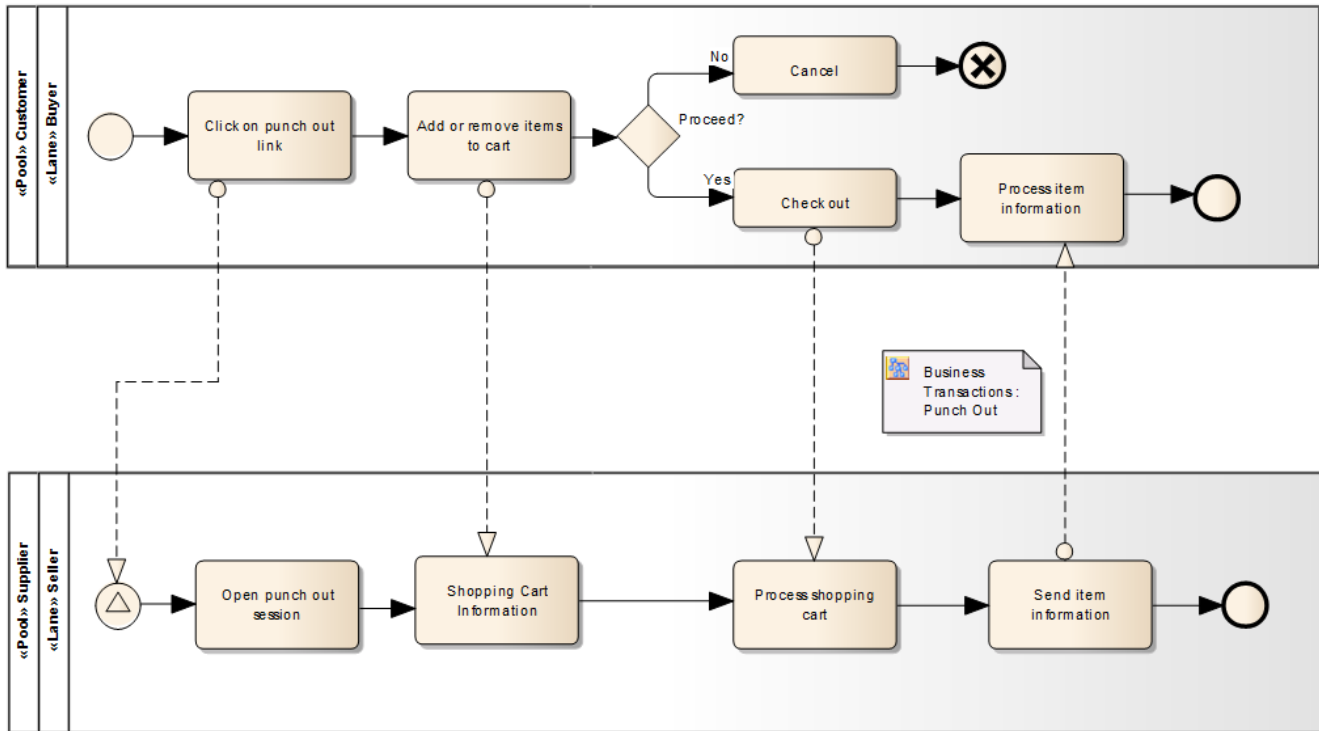 «Pool» Customer
«Lane» Buyer
Click on punch out
link
Add or remove items
to cart
Proceed?
No
Cancel
Yes
Checkout
Process item
information
Business
Transactions :
Punch Out
«Pool» Supplier
«Lane» Seller
Open punch out
session
Shopping Cart
Information
Process shopping
cart
Send item
information